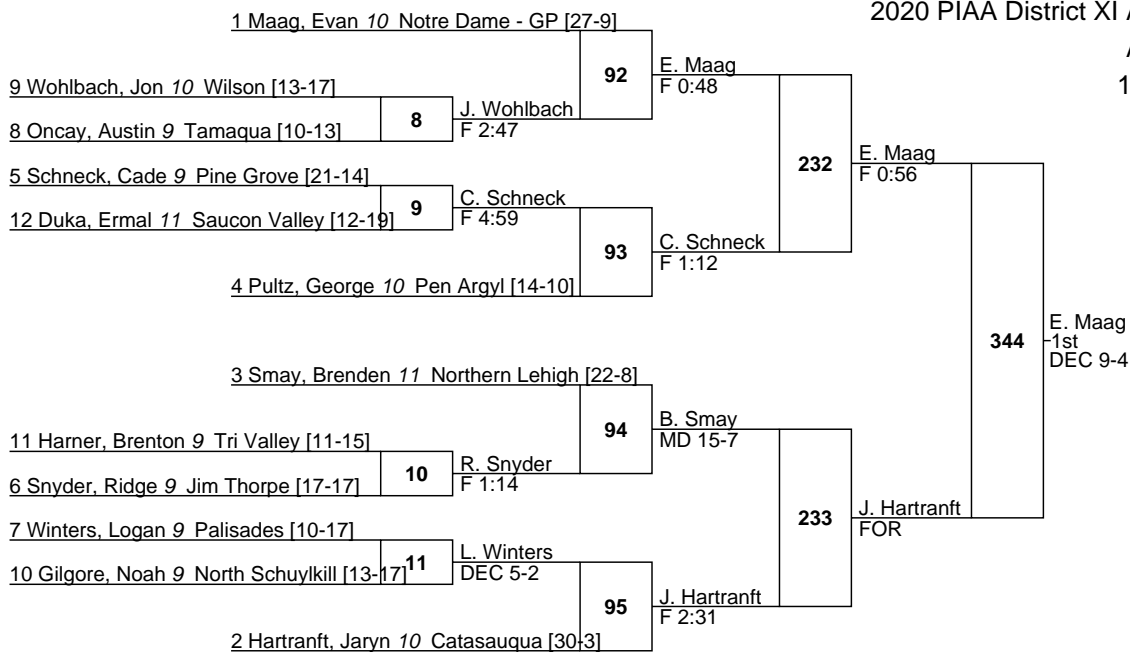 2020 PIAA District XI A
A
1
1 Maag, Evan 10 Notre Dame - GP [27-9]
92
E. Maag
F 0:48
9 Wohlbach, Jon 10 Wilson [13-17]
8
J. Wohlbach
F 2:47
8 Oncay, Austin 9 Tamaqua [10-13]
232
E. Maag
F 0:56
5 Schneck, Cade 9 Pine Grove [21-14]
9
C. Schneck
F 4:59
12 Duka, Ermal 11 Saucon Valley [12-19]
93
C. Schneck
F 1:12
4 Pultz, George 10 Pen Argyl [14-10]
344
E. Maag
1st
DEC 9-4
3 Smay, Brenden 11 Northern Lehigh [22-8]
94
B. Smay
MD 15-7
11 Harner, Brenton 9 Tri Valley [11-15]
10
R. Snyder
F 1:14
6 Snyder, Ridge 9 Jim Thorpe [17-17]
233
J. Hartranft
FOR
7 Winters, Logan 9 Palisades [10-17]
11
L. Winters
DEC 5-2
10 Gilgore, Noah 9 North Schuylkill [13-17]
95
J. Hartranft
F 2:31
2 Hartranft, Jaryn 10 Catasauqua [30-3]